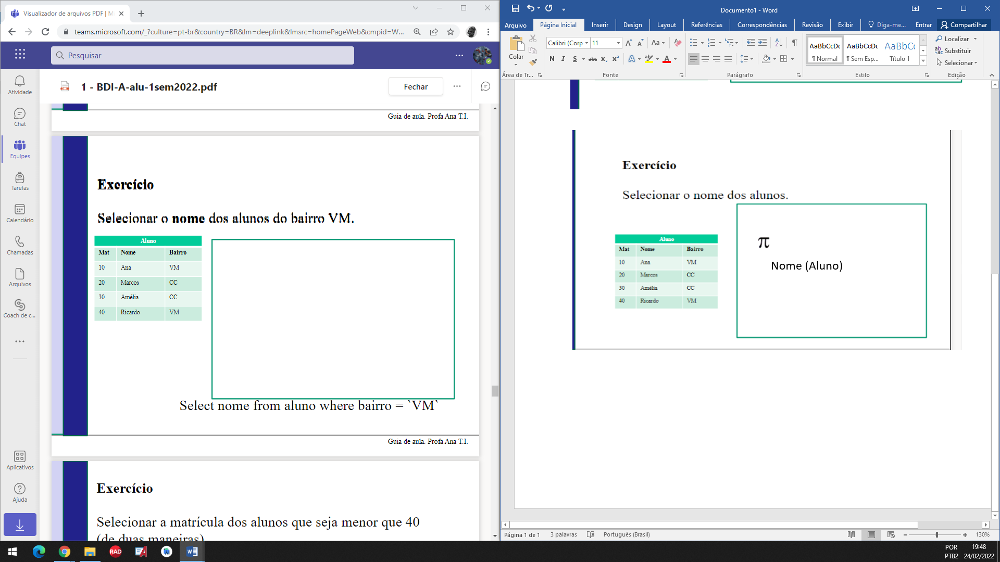 Visualizador de arquivos PDF | M
teams.microsoft.com/_?culture=pt-br&country=BR&lm=deeplink&lmsrc=homePageWeb&cmpid=W...
Pesquisar
Atividade
Chat
Equipes
Tarefas
Calendário
Chamadas
Arquivos
Coach de c...
Aplicativos
Ajuda
1 - BDI-A-alu-1sem2022.pdf
Fechar
Guia de aula. Profa Ana T.I.
Exercício
Selecionar o nome dos alunos do bairro VM.
Aluno
Mat Nome Bairro
10 Ana VM
20 Marcos CC
30 Amélia CC
40 Ricardo VM
Select nome from aluno where bairro = `VM`
Guia de aula. Profa Ana T.I.
Exercício
Selecionar a matrícula dos alunos que seja menor que 40
(de duas maneiras)
Documento1 - Word
Arquivo Página Inicial Inserir Design Layout Referências Correspondências Revisão Exibir Diga-me... Entrar Compartilhar
Colar
Calibri (Corp 11
Aa
N I S abc x₂ x²
A A
AaBbCcDc AaBbCcDc AaBbCc
¶ Normal ¶ Sem Esp... Título 1
Localizar
Substituir
Selecionar
Área de Tr... Fonte Parágrafo Estilo Edição
Exercício
Selecionar o nome dos alunos.
Aluno
Mat Nome Bairro
10 Ana VM
20 Marcos CC
30 Amélia CC
40 Ricardo VM
π
Nome (Aluno)
Página 1 de 1 3 palavras Português (Brasil) 130%
RAD
POR
PTB2
19:48
24/02/2022